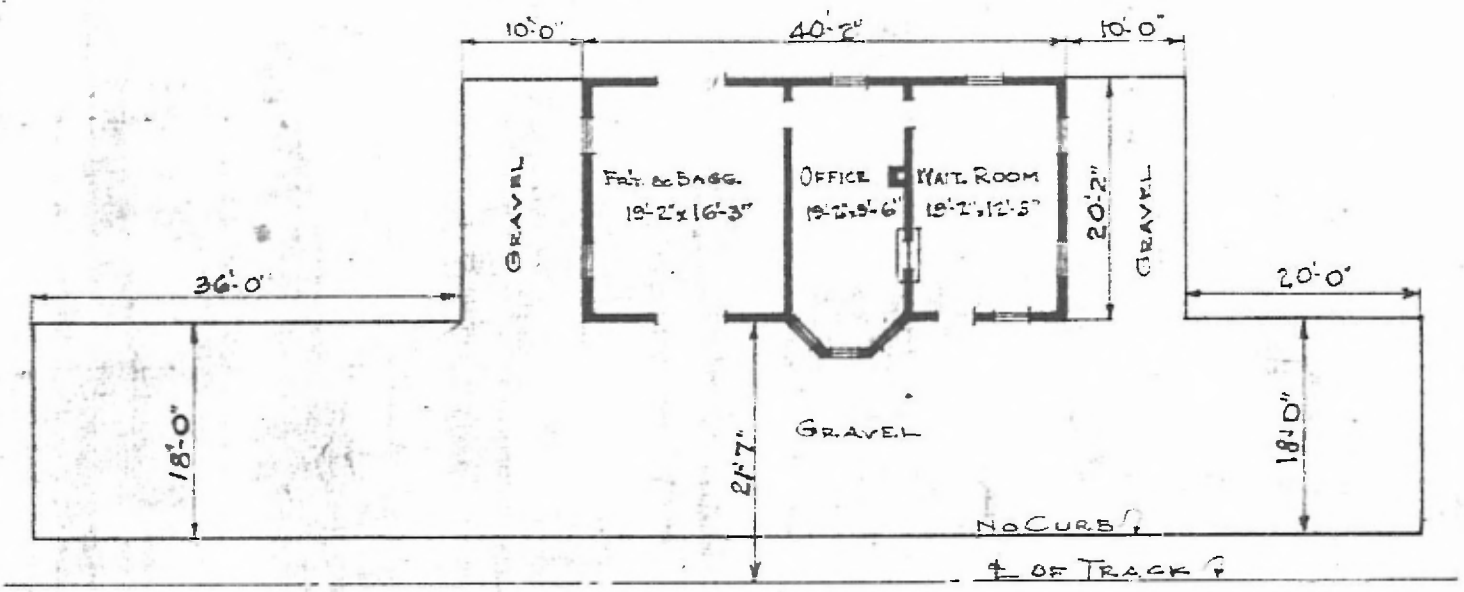 10'-0"
40'-2"
10'-0"
GRAVEL
FR'T. & BAGG.
19'-2" x 16'-3"
OFFICE
19'-2" x 9'-6"
WAIT. ROOM
19'-2" x 12'-5"
20'-2"
GRAVEL
36'-0"
20'-0"
18'-0"
21'-7"
GRAVEL
18'-0"
NO CURB
℄ OF TRACK